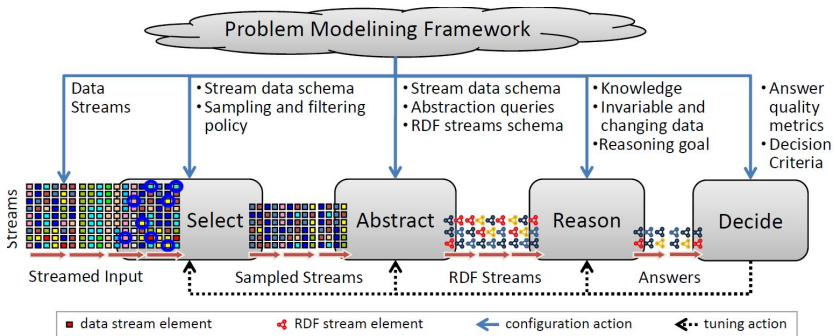 Problem Modelining Framework
Data
Streams
• Stream data schema
• Sampling and filtering
policy
• Stream data schema
• Abstraction queries
• RDF streams schema
• Knowledge
• Invariable and
changing data
• Reasoning goal
• Answer
quality
metrics
• Decision
Criteria
Streams
Select
Abstract
Reason
Decide
Streamed Input
Sampled Streams
RDF Streams
Answers
data stream element
RDF stream element
configuration action
tuning action